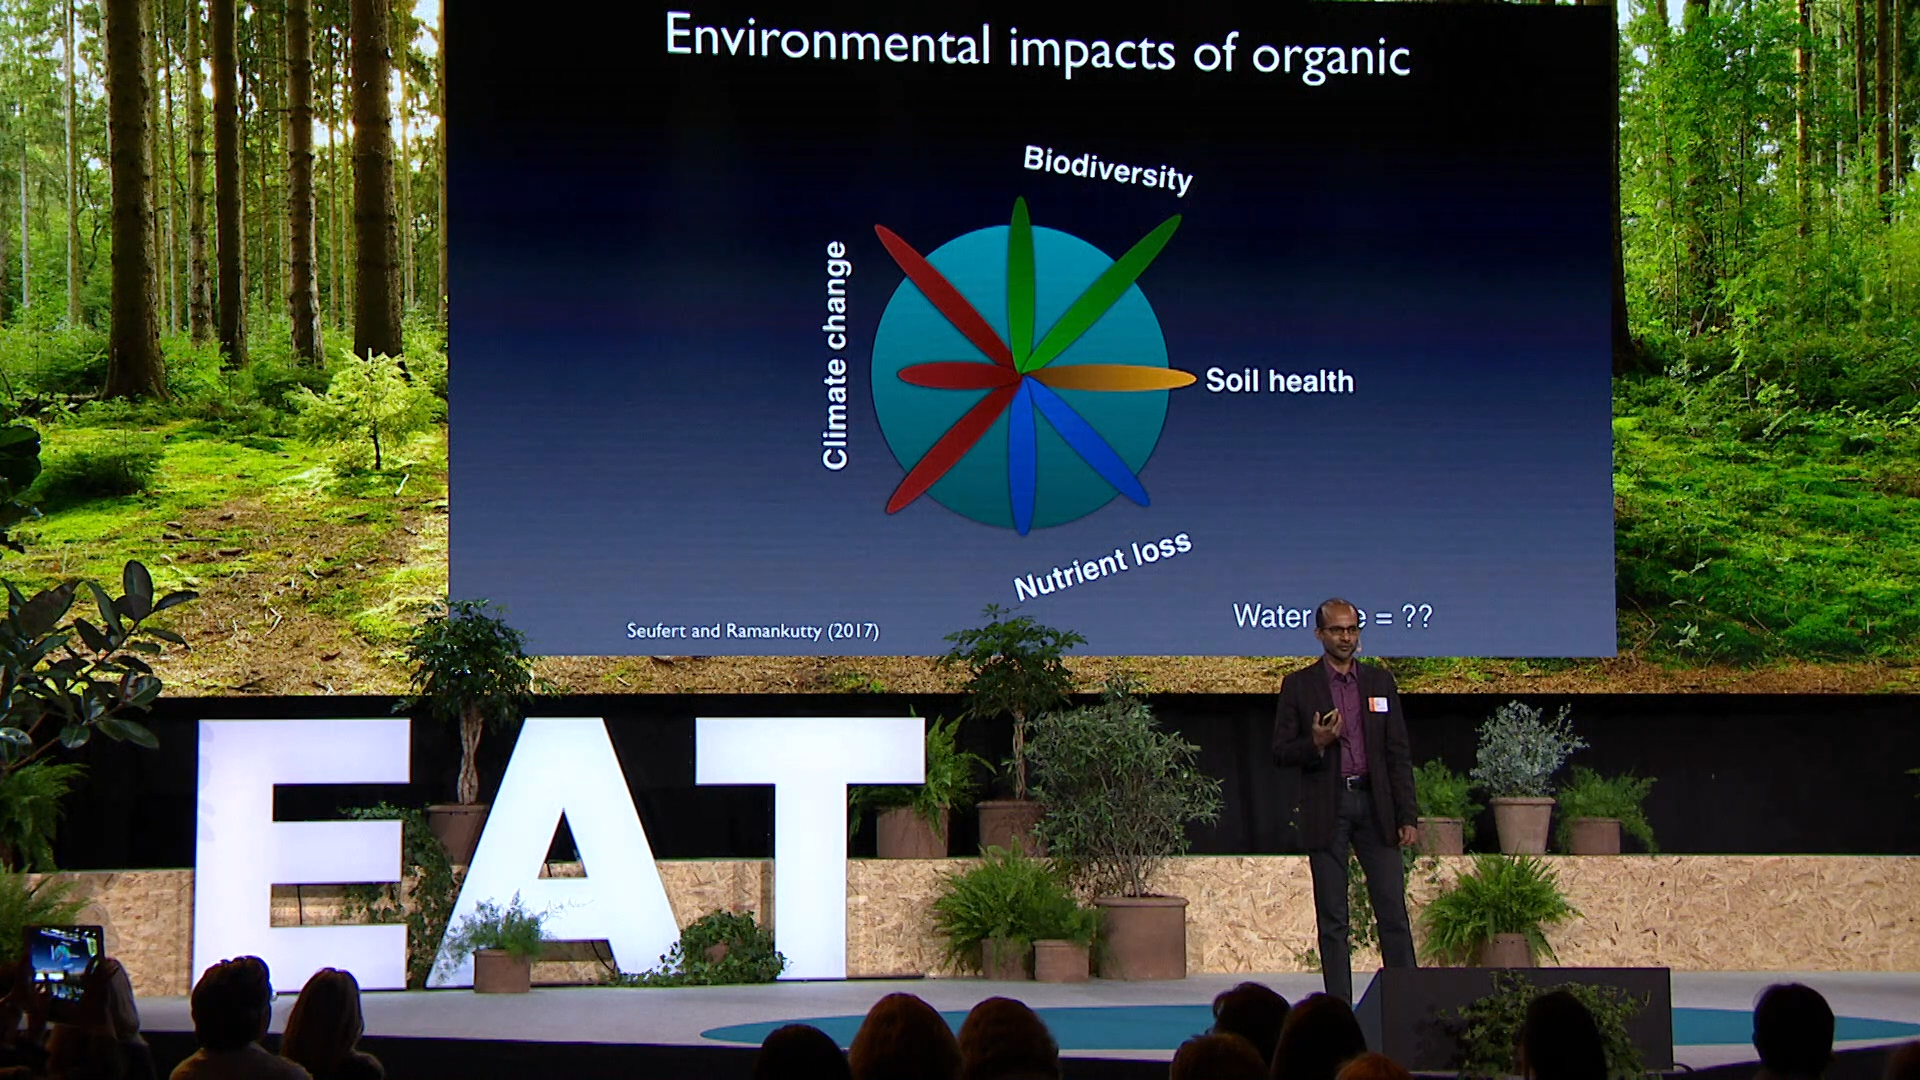 Environmental impacts of organic
Biodiversity
Climate change
Soil health
Nutrient loss
Water = ??
Seufert and Ramankutty (2017)
EAT